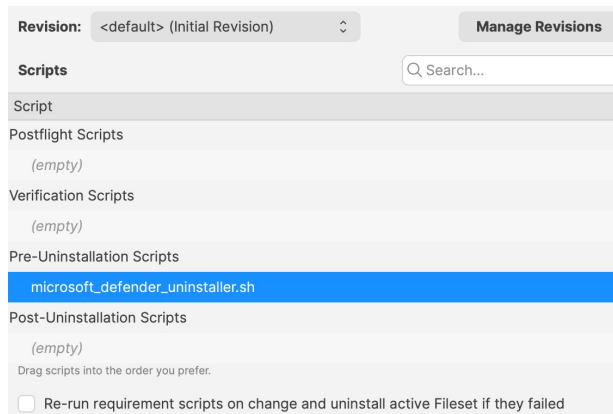 Revision: <default> (Initial Revision) Manage Revisions
Scripts Search...
Script
Postflight Scripts
(empty)
Verification Scripts
(empty)
Pre-Uninstallation Scripts
microsoft_defender_uninstaller.sh
Post-Uninstallation Scripts
(empty)
Drag scripts into the order you prefer.
Re-run requirement scripts on change and uninstall active Fileset if they failed